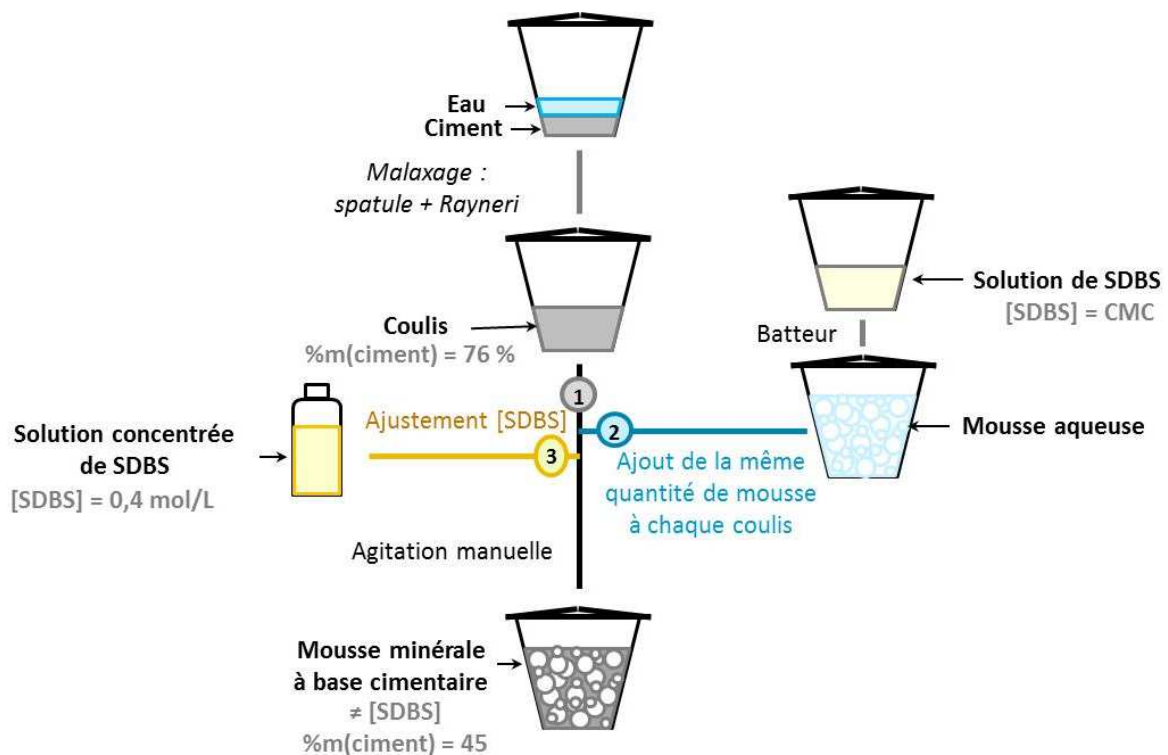 Eau
Ciment
Malaxage :
spatule + Rayneri
Coulis
%m(ciment) = 76 %
Solution de SDBS
[SDBS] = CMC
Batteur
1
Ajustement [SDBS]
2
Mousse aqueuse
3
Solution concentrée
de SDBS
[SDBS] = 0,4 mol/L
Ajout de la même
quantité de mousse
à chaque coulis
Agitation manuelle
Mousse minérale
à base cimentaire
≠ [SDBS]
%m(ciment) = 45